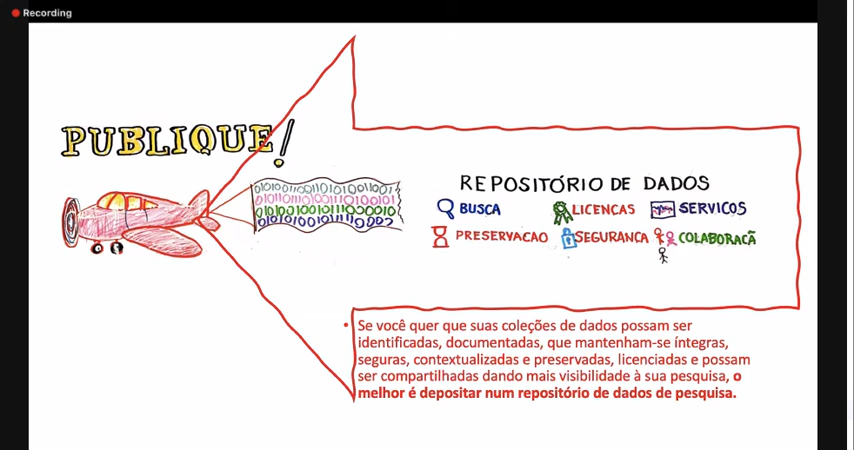 Recording
PUBLIQUE!
REPOSITÓRIO DE DADOS
BUSCA LICENCAS SERVICOS
PRESERVACAO SEGURANCA COLABORACÃ
• Se você quer que suas coleções de dados possam ser
identificadas, documentadas, que mantenham-se íntegras,
seguras, contextualizadas e preservadas, licenciadas e possam
ser compartilhadas dando mais visibilidade à sua pesquisa, o
melhor é depositar num repositório de dados de pesquisa.